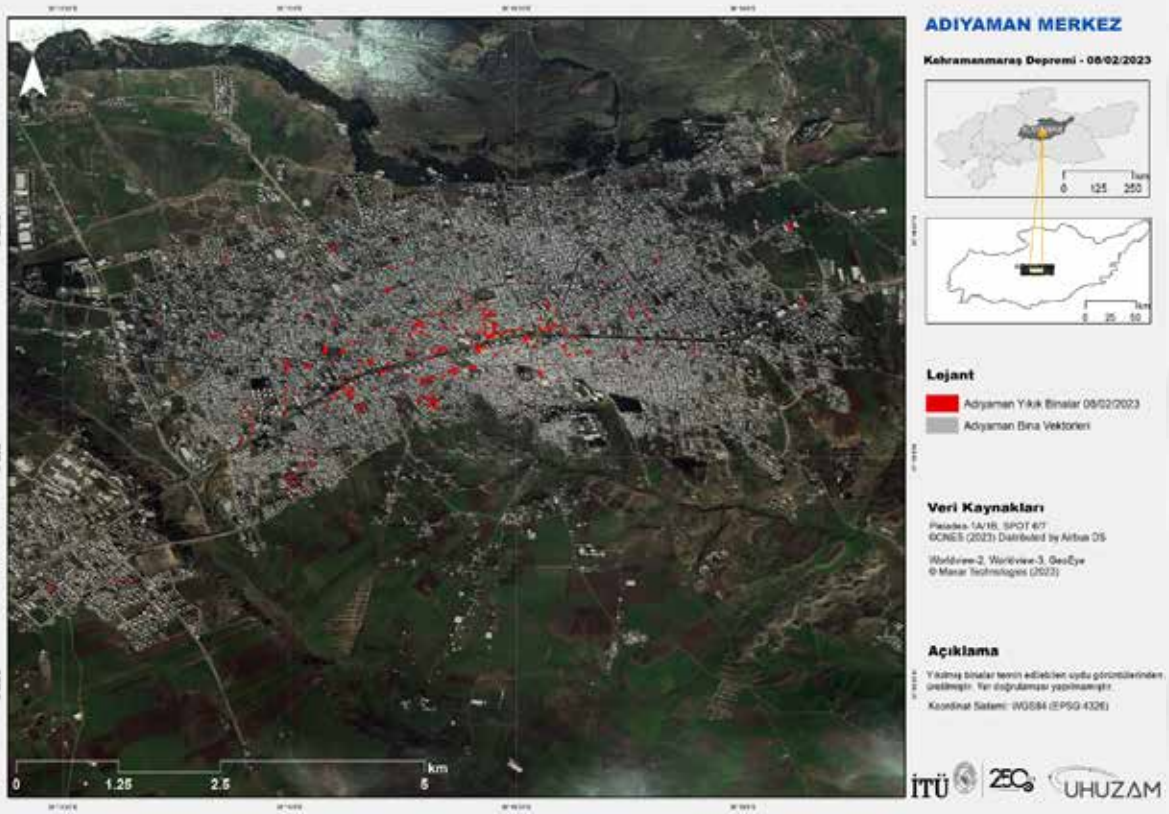 ADIYAMAN MERKEZ
Kahramanmaraş Depremi - 08/02/2023
km
0 125 250
km
0 25 50
Lejant
Adıyaman Yıkık Binalar 08/02/2023
Adıyaman Bina Vektörleri
Veri Kaynakları
Pleiades-1A/1B, SPOT 6/7
©CNES (2023) Distributed by Airbus DS
Worldview-2, Worldview-3, GeoEye
© Maxar Technologies (2023)
Açıklama
Yıkılmış binalar temin edilebilen uydu görüntülerinden
üretilmiştir. Yer doğrulaması yapılmamıştır.
Koordinat Sistemi: WGS84 (EPSG 4326)
km
0 1.25 2.5 5
İTÜ 250 UHUZAM